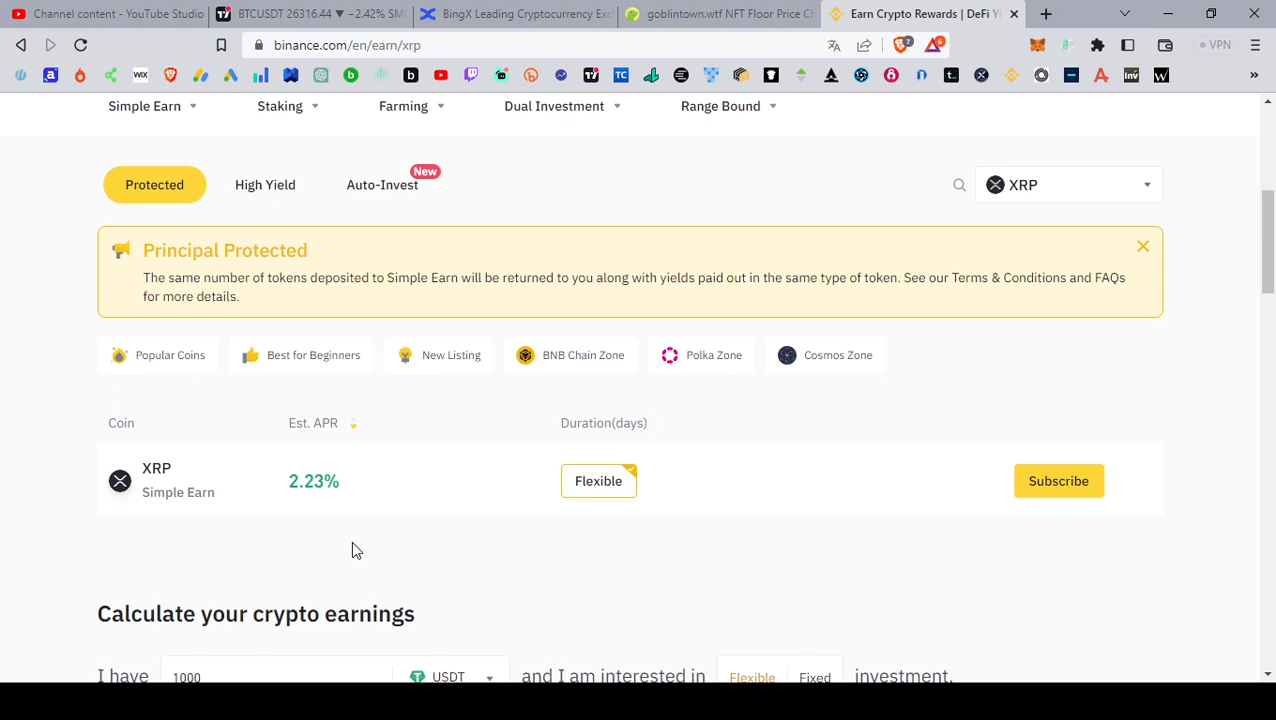 Channel content - YouTube Studio
BTCUSDT 26316.44 ▼ −2.42%
BingX Leading Cryptocurrency Exc
goblintown.wtf NFT Floor Price Ch
Earn Crypto Rewards | DeFi Yi
binance.com/en/earn/xrp
7
6
VPN
WIX
b
b
TC
t..
Inv
W
Simple Earn
Staking
Farming
Dual Investment
Range Bound
Protected
High Yield
Auto-Invest
New
XRP
Principal Protected
The same number of tokens deposited to Simple Earn will be returned to you along with yields paid out in the same type of token. See our Terms & Conditions and FAQs
for more details.
Popular Coins
Best for Beginners
New Listing
BNB Chain Zone
Polka Zone
Cosmos Zone
Coin
Est. APR
Duration(days)
XRP
Simple Earn
2.23%
Flexible
Subscribe
Calculate your crypto earnings
I have 1000 USDT and I am interested in Flexible Fixed investment.